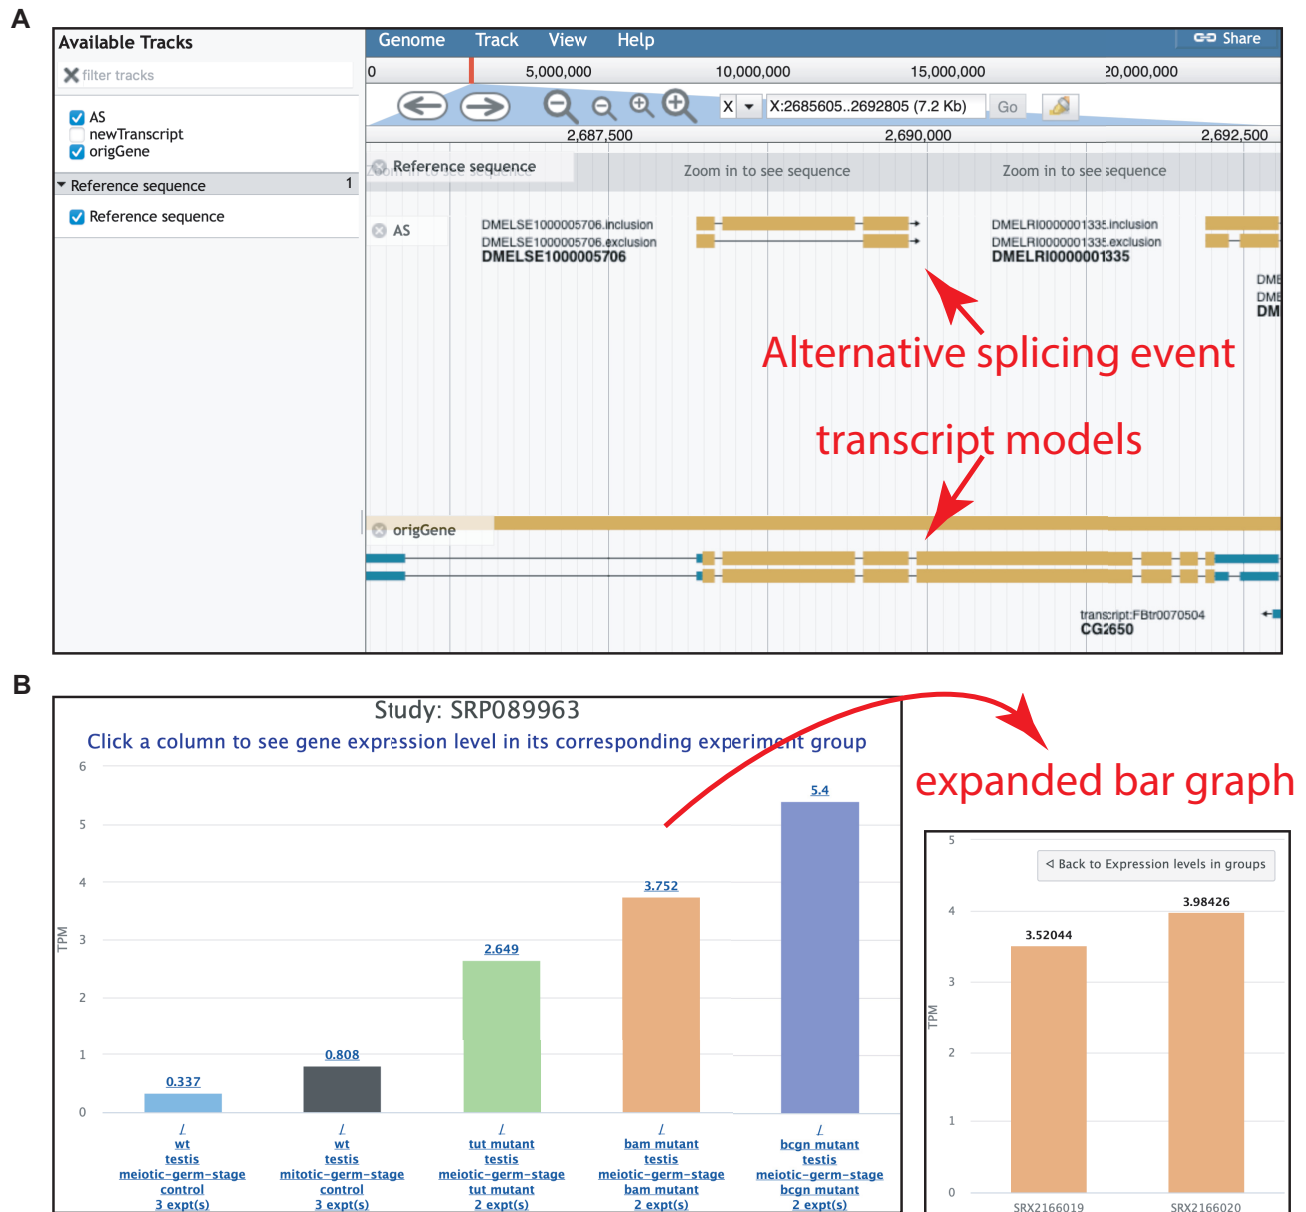 A
Available Tracks
filter tracks
AS
newTranscript
origGene
Reference sequence 1
Reference sequence
Genome Track View Help Share
0 5,000,000 10,000,000 15,000,000 20,000,000
X X:2685605..2692805 (7.2 Kb) Go
2,687,500 2,690,000 2,692,500
Reference sequence
Zoom in to see sequence Zoom in to see sequence Zoom in to see sequence
AS
DMELSE1000005706.inclusion
DMELSE1000005706.exclusion
DMELSE1000005706
DMELRI0000001335.inclusion
DMELRI0000001335.exclusion
DMELRI0000001335
DME
DME
DM
Alternative splicing event
transcript models
origGene
transcript:FBtr0070504
CG2650
B
Study: SRP089963
Click a column to see gene expression level in its corresponding experiment group
TPM
6
5
4
3
2
1
0
0.337
0.808
2.649
3.752
5.4
/
wt
testis
meiotic-germ-stage
control
3 expt(s)
/
wt
testis
mitotic-germ-stage
control
3 expt(s)
/
tut mutant
testis
meiotic-germ-stage
tut mutant
2 expt(s)
/
bam mutant
testis
meiotic-germ-stage
bam mutant
2 expt(s)
/
bcgn mutant
testis
meiotic-germ-stage
bcgn mutant
2 expt(s)
expanded bar graph
Back to Expression levels in groups
TPM
5
4
3
2
1
0
3.52044
3.98426
SRX2166019
SRX2166020